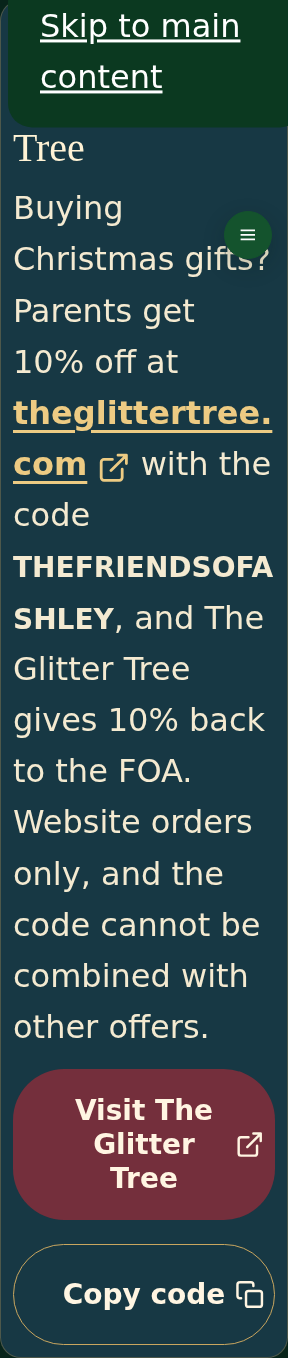 Skip to main
content
Tree
Buying
Christmas gifts?
Parents get
10% off at
theglittertree.
com with the
code
THEFRIENDSOFA
SHLEY, and The
Glitter Tree
gives 10% back
to the FOA.
Website orders
only, and the
code cannot be
combined with
other offers.
Visit The
Glitter
Tree
Copy code